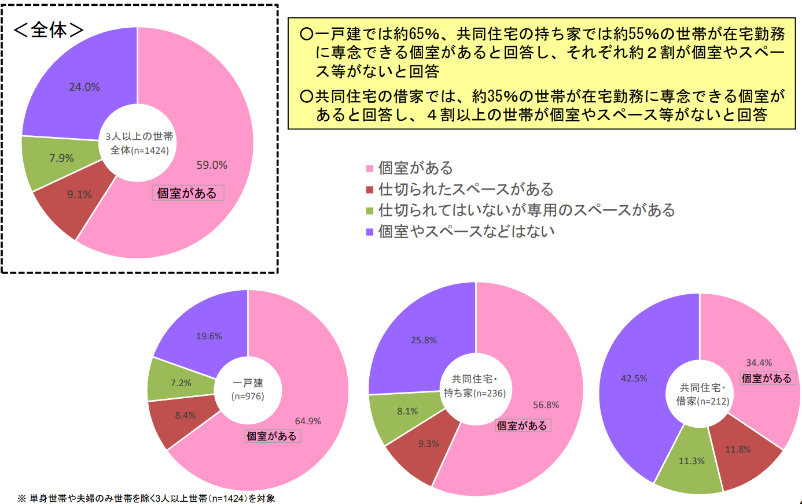 ＜全体＞
24.0%
7.9%
9.1%
59.0%
個室がある
3人以上の世帯
全体(n=1424)
○一戸建では約65%、共同住宅の持ち家では約55%の世帯が在宅勤務
に専念できる個室があると回答し、それぞれ約２割が個室やスペー
ス等がないと回答
○共同住宅の借家では、約35%の世帯が在宅勤務に専念できる個室が
あると回答し、４割以上の世帯が個室やスペース等がないと回答
個室がある
仕切られたスペースがある
仕切られてはいないが専用のスペースがある
個室やスペースなどはない
19.6%
7.2%
8.4%
64.9%
個室がある
一戸建
(n=976)
25.8%
8.1%
9.3%
56.8%
個室がある
共同住宅・
持ち家(n=236)
42.5%
11.3%
11.8%
34.4%
個室がある
共同住宅・
借家(n=212)
※ 単身世帯や夫婦のみ世帯を除く3人以上世帯（n=1424）を対象